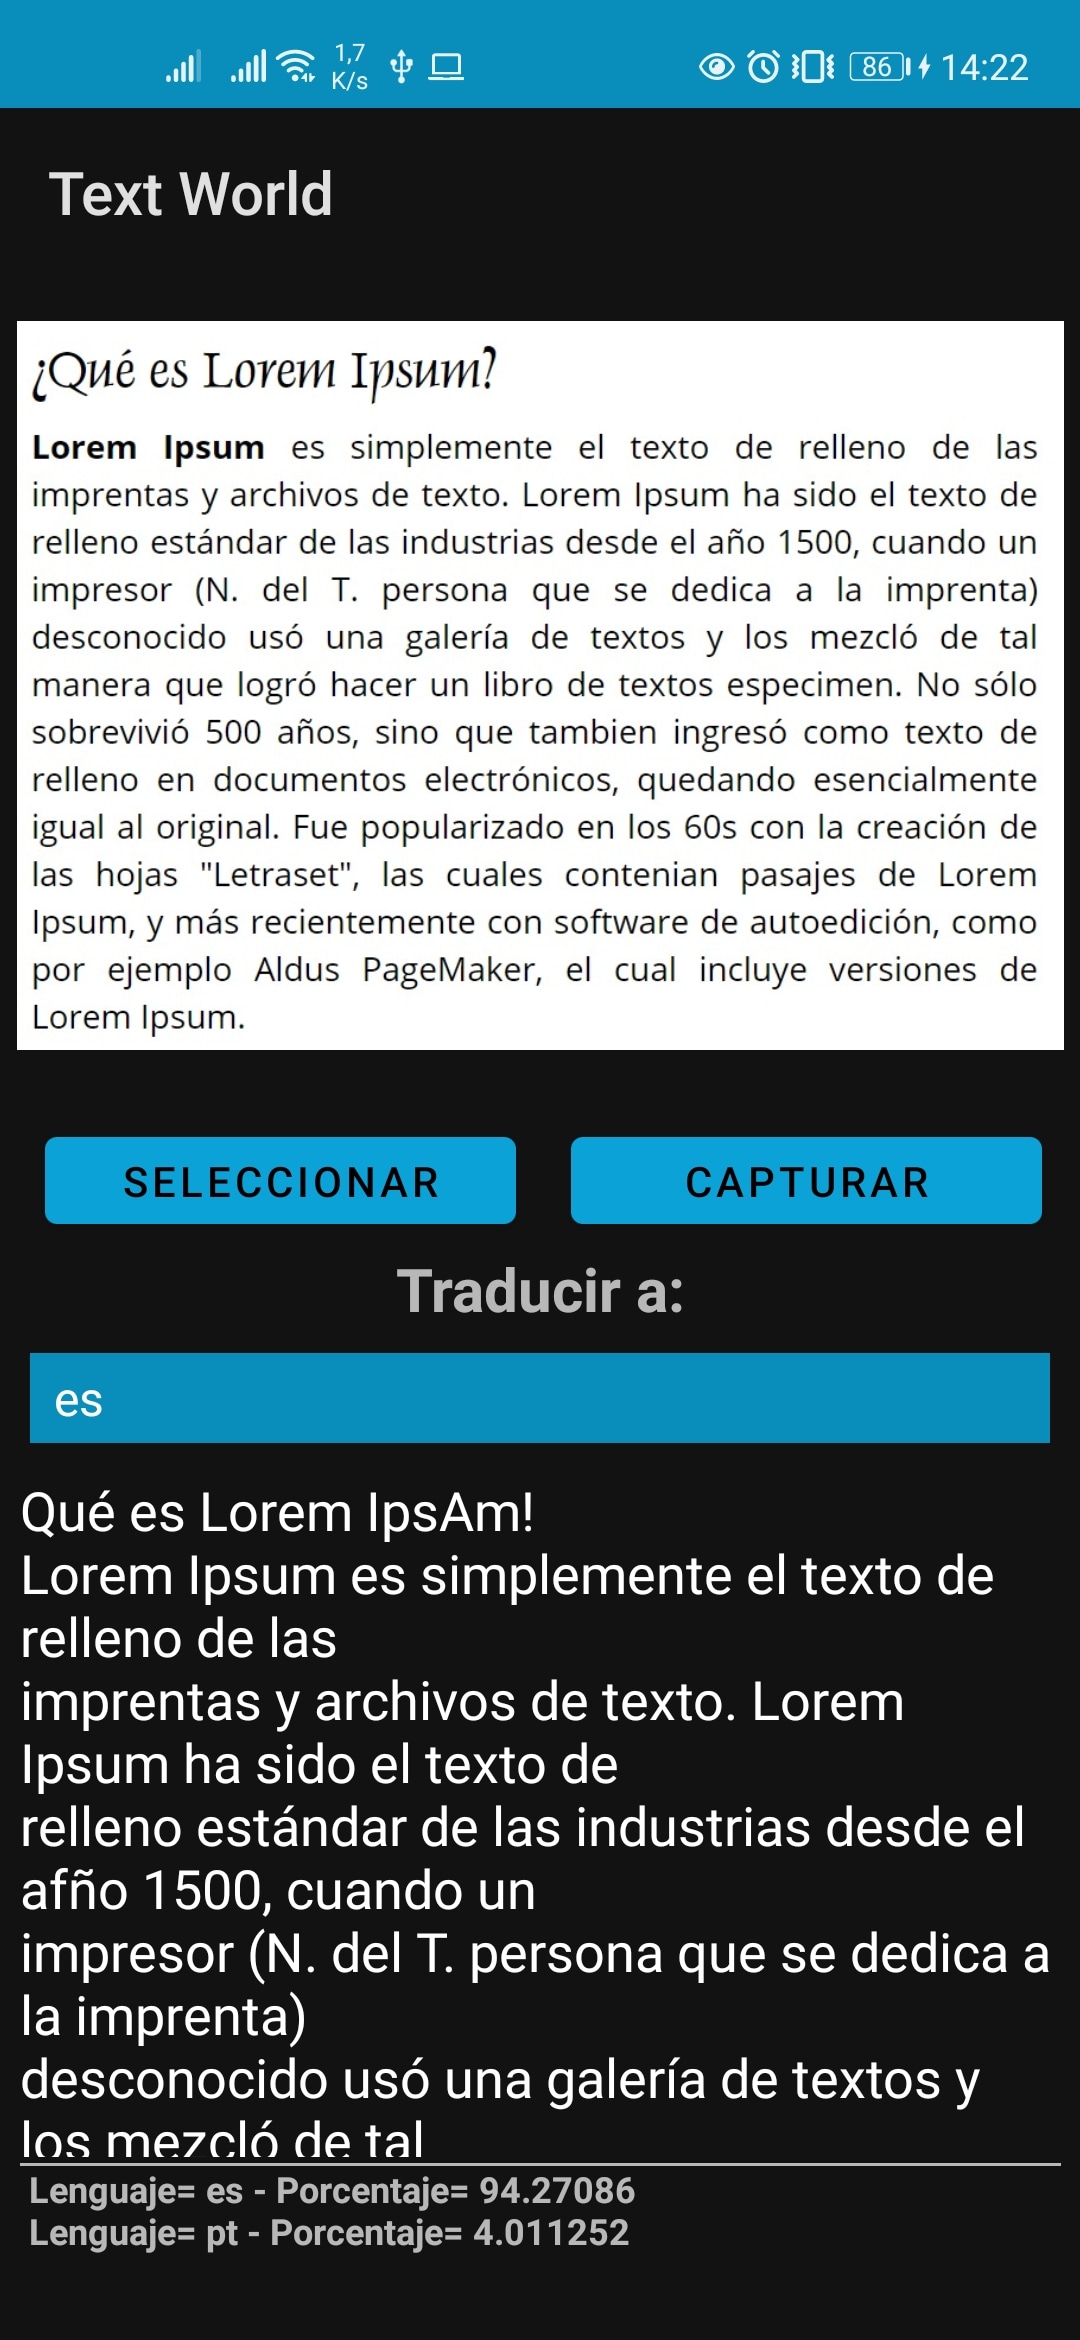 1,7
K/s
86
14:22
Text World
¿Qué es Lorem Ipsum?
Lorem Ipsum es simplemente el texto de relleno de las
imprentas y archivos de texto. Lorem Ipsum ha sido el texto de
relleno estándar de las industrias desde el año 1500, cuando un
impresor (N. del T. persona que se dedica a la imprenta)
desconocido usó una galería de textos y los mezcló de tal
manera que logró hacer un libro de textos especimen. No sólo
sobrevivió 500 años, sino que tambien ingresó como texto de
relleno en documentos electrónicos, quedando esencialmente
igual al original. Fue popularizado en los 60s con la creación de
las hojas "Letraset", las cuales contenian pasajes de Lorem
Ipsum, y más recientemente con software de autoedición, como
por ejemplo Aldus PageMaker, el cual incluye versiones de
Lorem Ipsum.
SELECCIONAR
CAPTURAR
Traducir a:
es
Qué es Lorem IpsAm!
Lorem Ipsum es simplemente el texto de
relleno de las
imprentas y archivos de texto. Lorem
Ipsum ha sido el texto de
relleno estándar de las industrias desde el
afño 1500, cuando un
impresor (N. del T. persona que se dedica a
la imprenta)
desconocido usó una galería de textos y
los mezcló de tal
Lenguaje= es - Porcentaje= 94.27086
Lenguaje= pt - Porcentaje= 4.011252